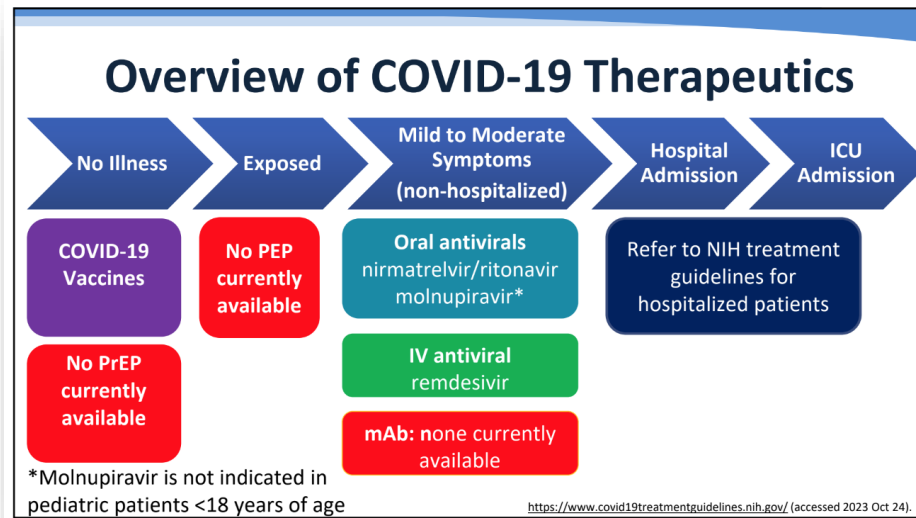 Overview of COVID-19 Therapeutics
No Illness
Exposed
Mild to Moderate
Symptoms
(non-hospitalized)
Hospital
Admission
ICU
Admission
COVID-19
Vaccines
No PrEP
currently
available
No PEP
currently
available
Oral antivirals
nirmatrelvir/ritonavir
molnupiravir*
IV antiviral
remdesivir
mAb: none currently
available
Refer to NIH treatment
guidelines for
hospitalized patients
*Molnupiravir is not indicated in
pediatric patients <18 years of age
https://www.covid19treatmentguidelines.nih.gov/ (accessed 2023 Oct 24).